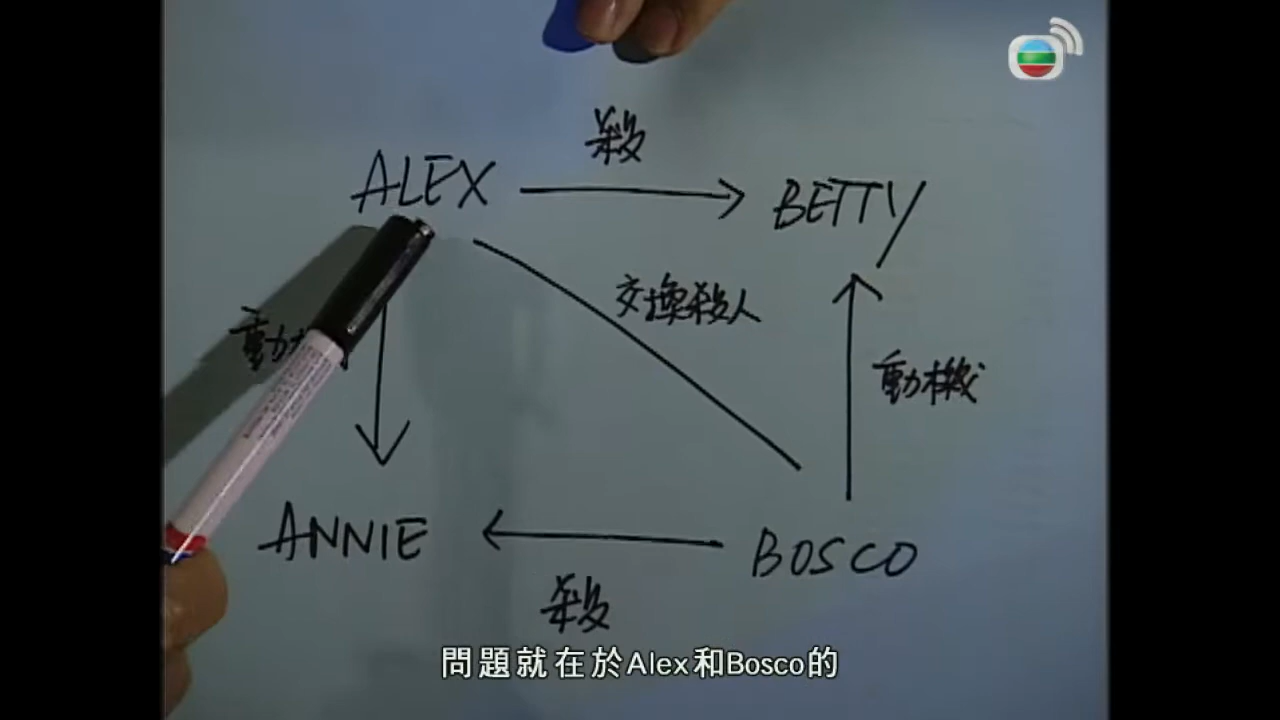 殺
ALEX
BETTY
交換殺人
動機
動
ANNIE
BOSCO
殺
問題就在於Alex和Bosco的